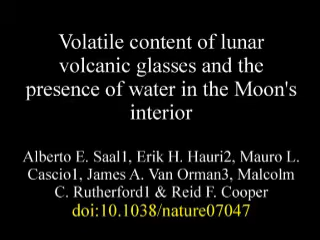 Volatile content of lunar
volcanic glasses and the
presence of water in the Moon's
interior
Alberto E. Saal1, Erik H. Hauri2, Mauro L.
Cascio1, James A. Van Orman3, Malcolm
C. Rutherford1 & Reid F. Cooper
doi:10.1038/nature07047